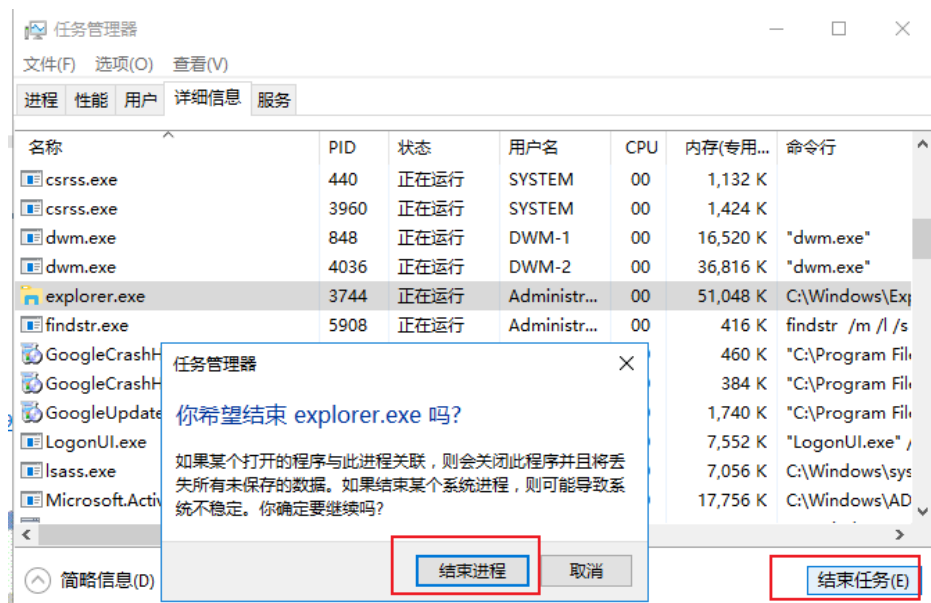 任务管理器
文件(F) 选项(O) 查看(V)
进程 性能 用户 详细信息 服务
名称 PID 状态 用户名 CPU 内存(专用... 命令行
csrss.exe 440 正在运行 SYSTEM 00 1,132 K
csrss.exe 3960 正在运行 SYSTEM 00 1,424 K
dwm.exe 848 正在运行 DWM-1 00 16,520 K "dwm.exe"
dwm.exe 4036 正在运行 DWM-2 00 36,816 K "dwm.exe"
explorer.exe 3744 正在运行 Administr... 00 51,048 K C:\Windows\Exp
findstr.exe 5908 正在运行 Administr... 00 416 K findstr /m /l /s
GoogleCrashH 460 K "C:\Program File
GoogleCrashH 384 K "C:\Program File
GoogleUpdate 1,740 K "C:\Program File
LogonUI.exe 7,552 K "LogonUI.exe" /
lsass.exe 7,056 K C:\Windows\sys
Microsoft.Activ 17,756 K C:\Windows\AD
任务管理器
你希望结束 explorer.exe 吗?
如果某个打开的程序与此进程关联，则会关闭此程序并且将丢
失所有未保存的数据。如果结束某个系统进程，则可能导致系
统不稳定。你确定要继续吗?
结束进程 取消
简略信息(D) 结束任务(E)